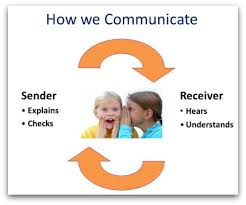 How we Communicate
Sender
• Explains
• Checks
Receiver
• Hears
• Understands